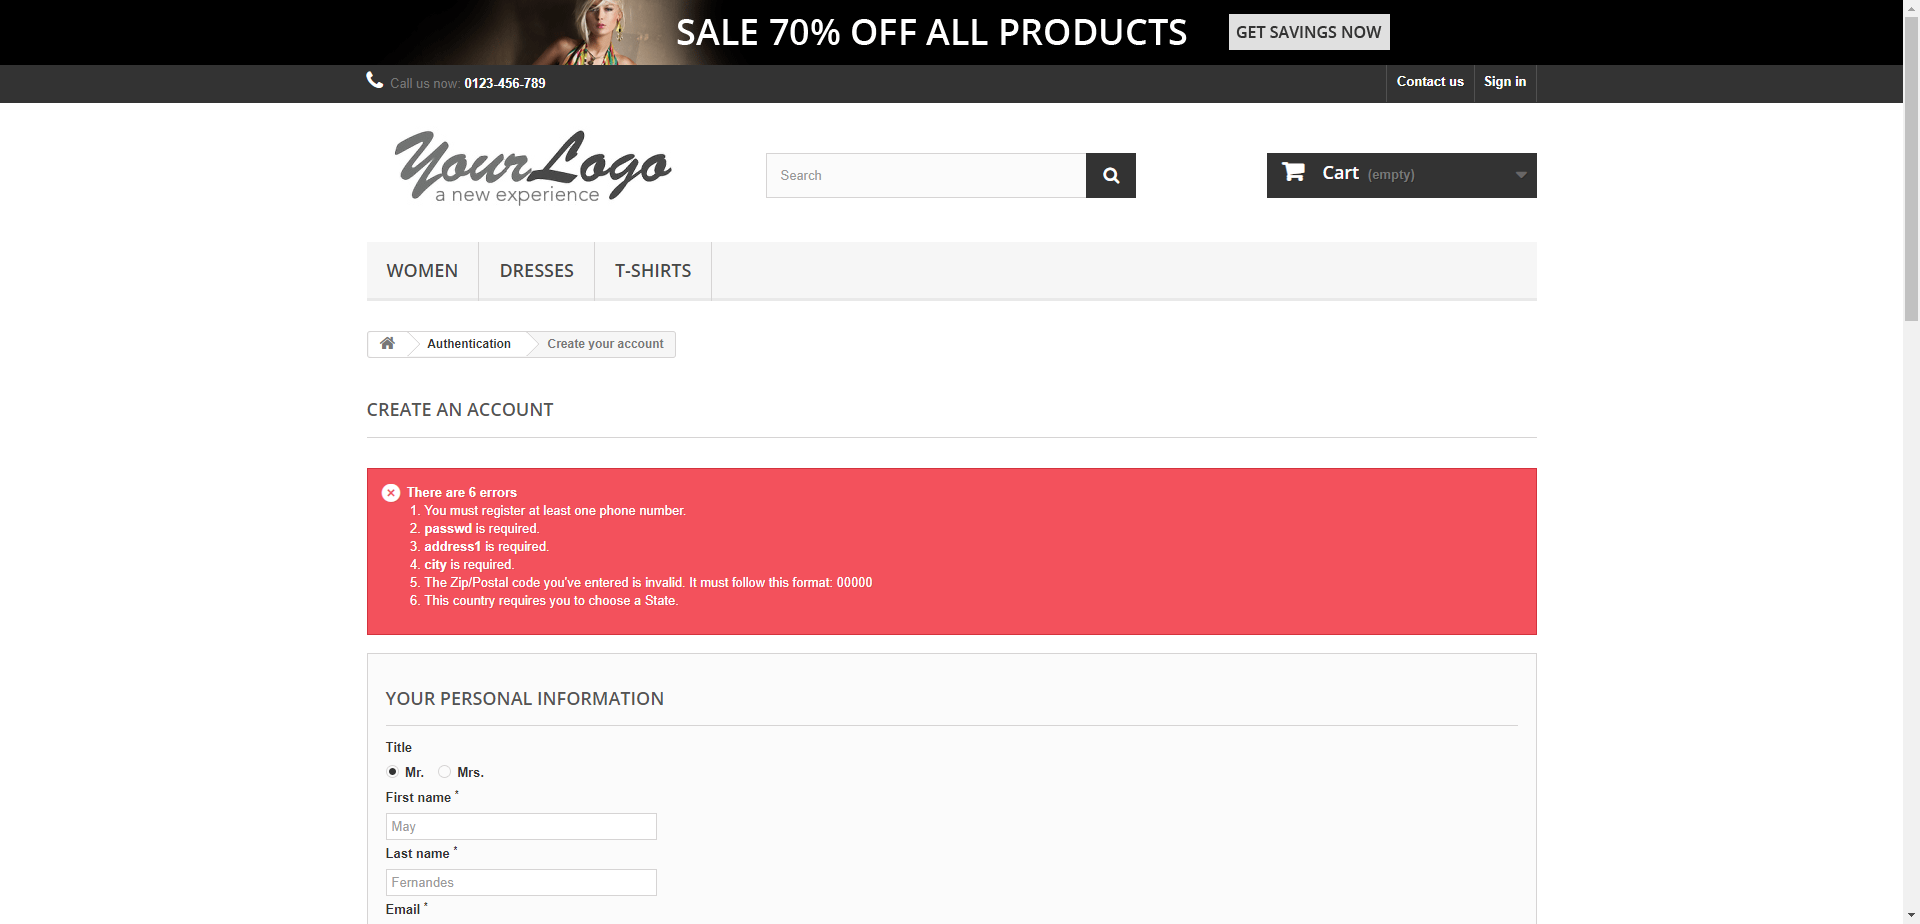 SALE 70% OFF ALL PRODUCTS
GET SAVINGS NOW
Call us now: 0123-456-789
Contact us
Sign in
YourLogo
a new experience
Search
Cart (empty)
WOMEN
DRESSES
T-SHIRTS
Authentication
Create your account
CREATE AN ACCOUNT
There are 6 errors
1. You must register at least one phone number.
2. passwd is required.
3. address1 is required.
4. city is required.
5. The Zip/Postal code you've entered is invalid. It must follow this format: 00000
6. This country requires you to choose a State.
YOUR PERSONAL INFORMATION
Title
Mr. Mrs.
First name *
May
Last name *
Fernandes
Email *